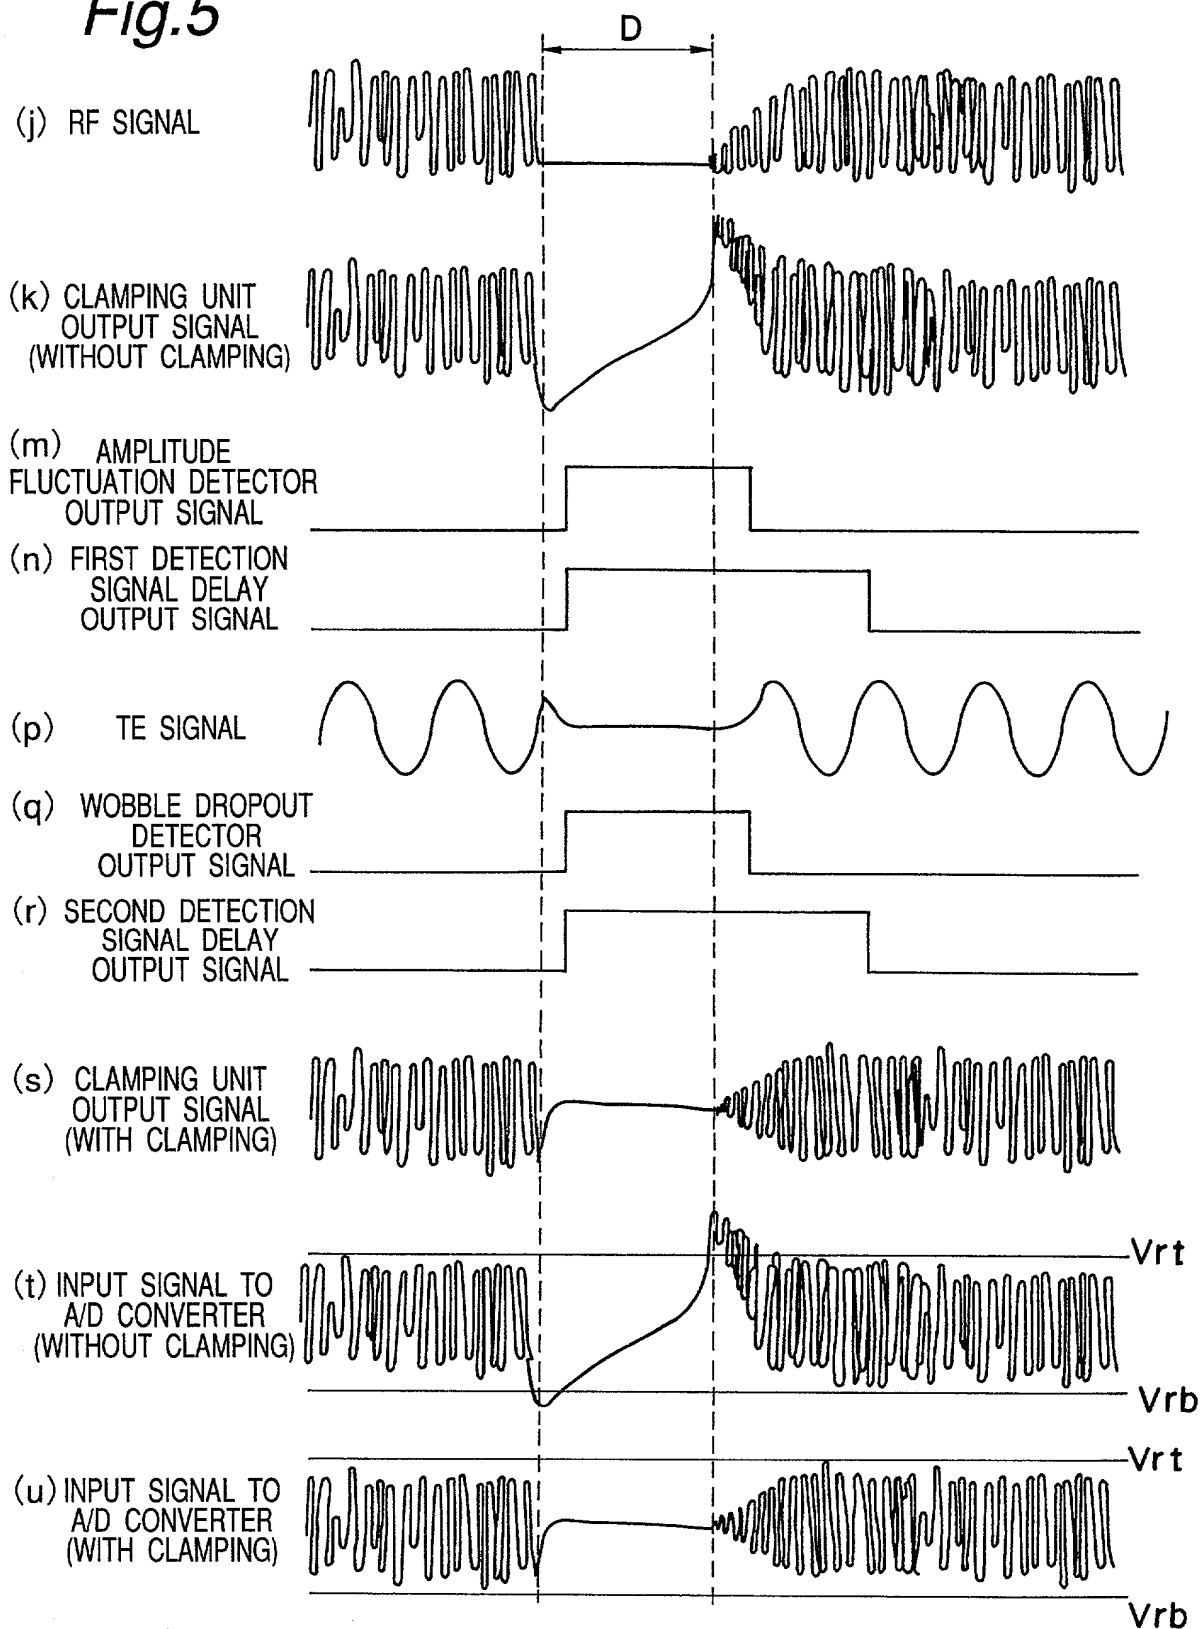 Fig.5
D
(j) RF SIGNAL
(k) CLAMPING UNIT
OUTPUT SIGNAL
(WITHOUT CLAMPING)
(m) AMPLITUDE
FLUCTUATION DETECTOR
OUTPUT SIGNAL
(n) FIRST DETECTION
SIGNAL DELAY
OUTPUT SIGNAL
(p) TE SIGNAL
(q) WOBBLE DROPOUT
DETECTOR
OUTPUT SIGNAL
(r) SECOND DETECTION
SIGNAL DELAY
OUTPUT SIGNAL
(s) CLAMPING UNIT
OUTPUT SIGNAL
(WITH CLAMPING)
Vrt
(t) INPUT SIGNAL TO
A/D CONVERTER
(WITHOUT CLAMPING)
Vrb
Vrt
(u) INPUT SIGNAL TO
A/D CONVERTER
(WITH CLAMPING)
Vrb